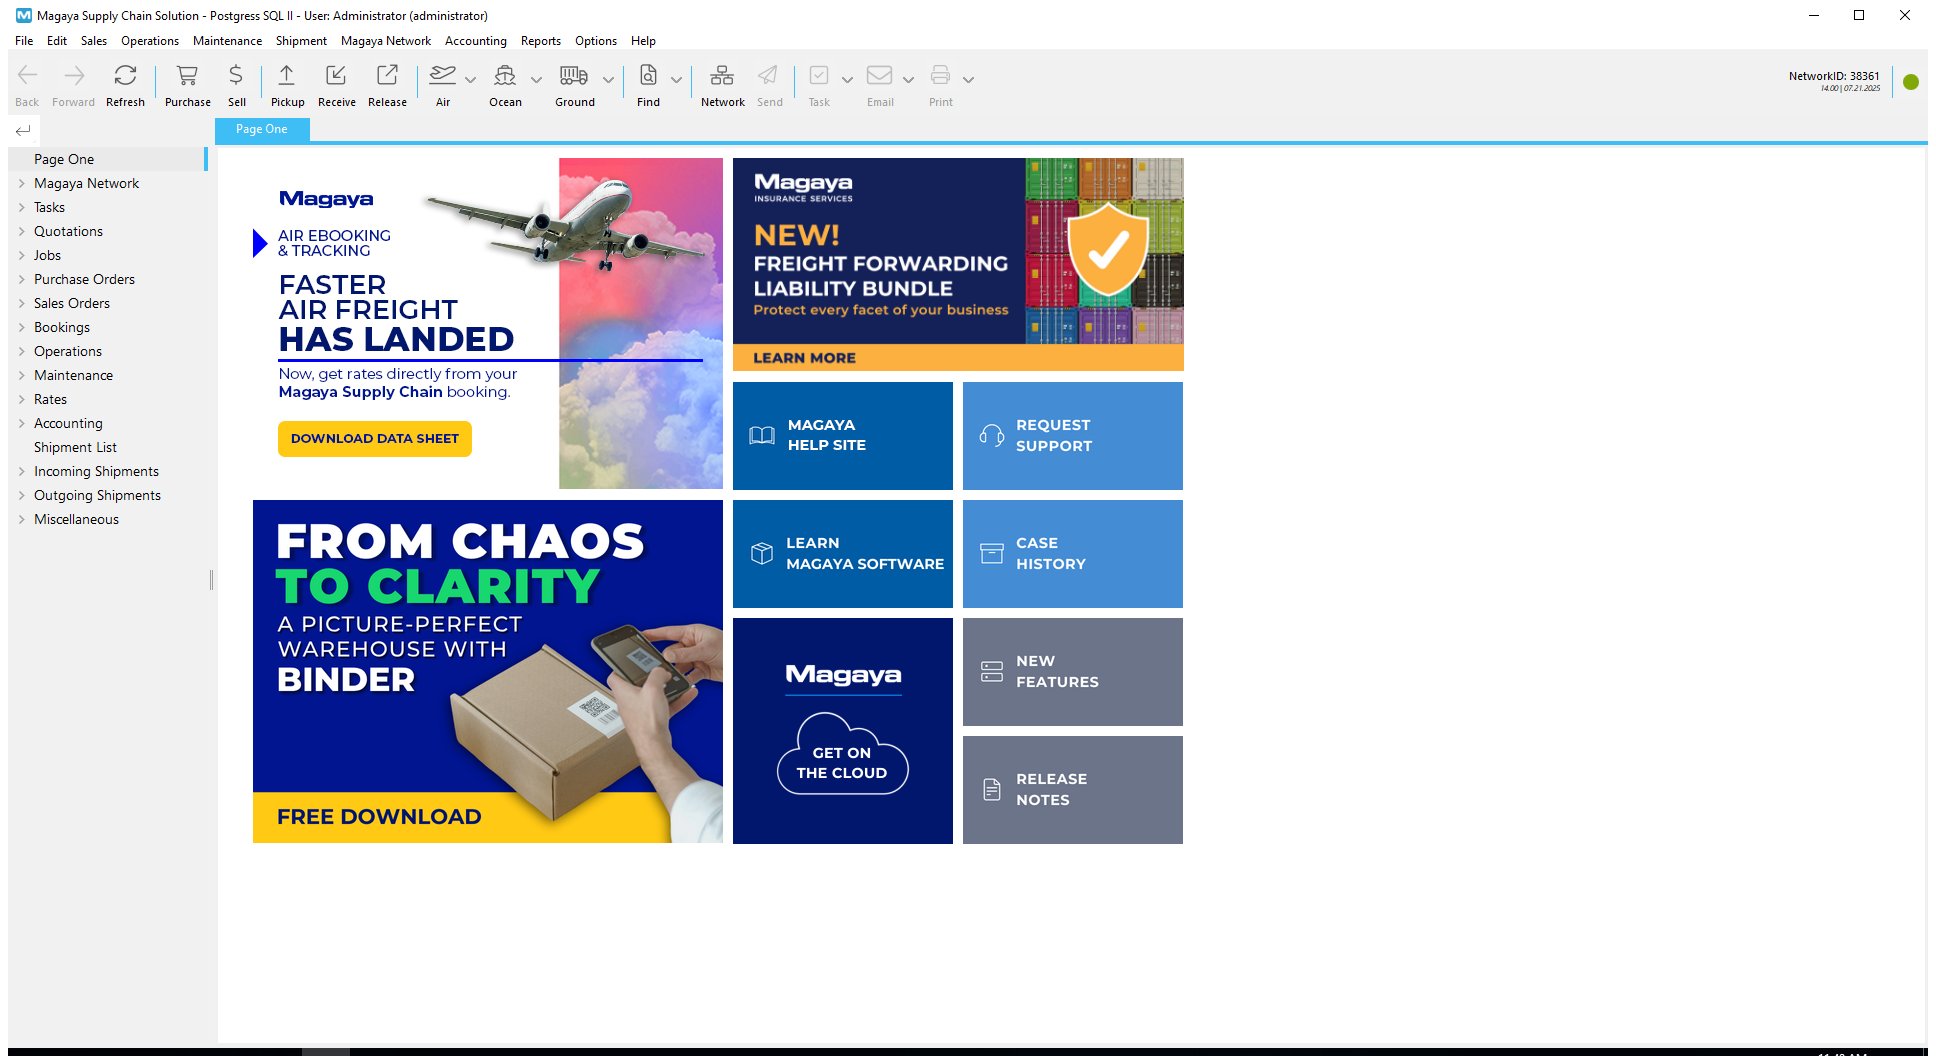 Magaya Supply Chain Solution - Postgress SQL II - User: Administrator (administrator)
File Edit Sales Operations Maintenance Shipment Magaya Network Accounting Reports Options Help
Back Forward Refresh Purchase Sell Pickup Receive Release Air Ocean Ground Find Network Send Task Email Print
NetworkID: 38361
14.00 | 07.21.2025
Page One
Page One
Magaya Network
Tasks
Quotations
Jobs
Purchase Orders
Sales Orders
Bookings
Operations
Maintenance
Rates
Accounting
Shipment List
Incoming Shipments
Outgoing Shipments
Miscellaneous
Magaya
AIR EBOOKING
& TRACKING
FASTER
AIR FREIGHT
HAS LANDED
Now, get rates directly from your
Magaya Supply Chain booking.
DOWNLOAD DATA SHEET
Magaya
INSURANCE SERVICES
NEW!
FREIGHT FORWARDING
LIABILITY BUNDLE
Protect every facet of your business
LEARN MORE
MAGAYA
HELP SITE
REQUEST
SUPPORT
FROM CHAOS
TO CLARITY
A PICTURE-PERFECT
WAREHOUSE WITH
BINDER
FREE DOWNLOAD
LEARN
MAGAYA SOFTWARE
CASE
HISTORY
Magaya
GET ON
THE CLOUD
NEW
FEATURES
RELEASE
NOTES